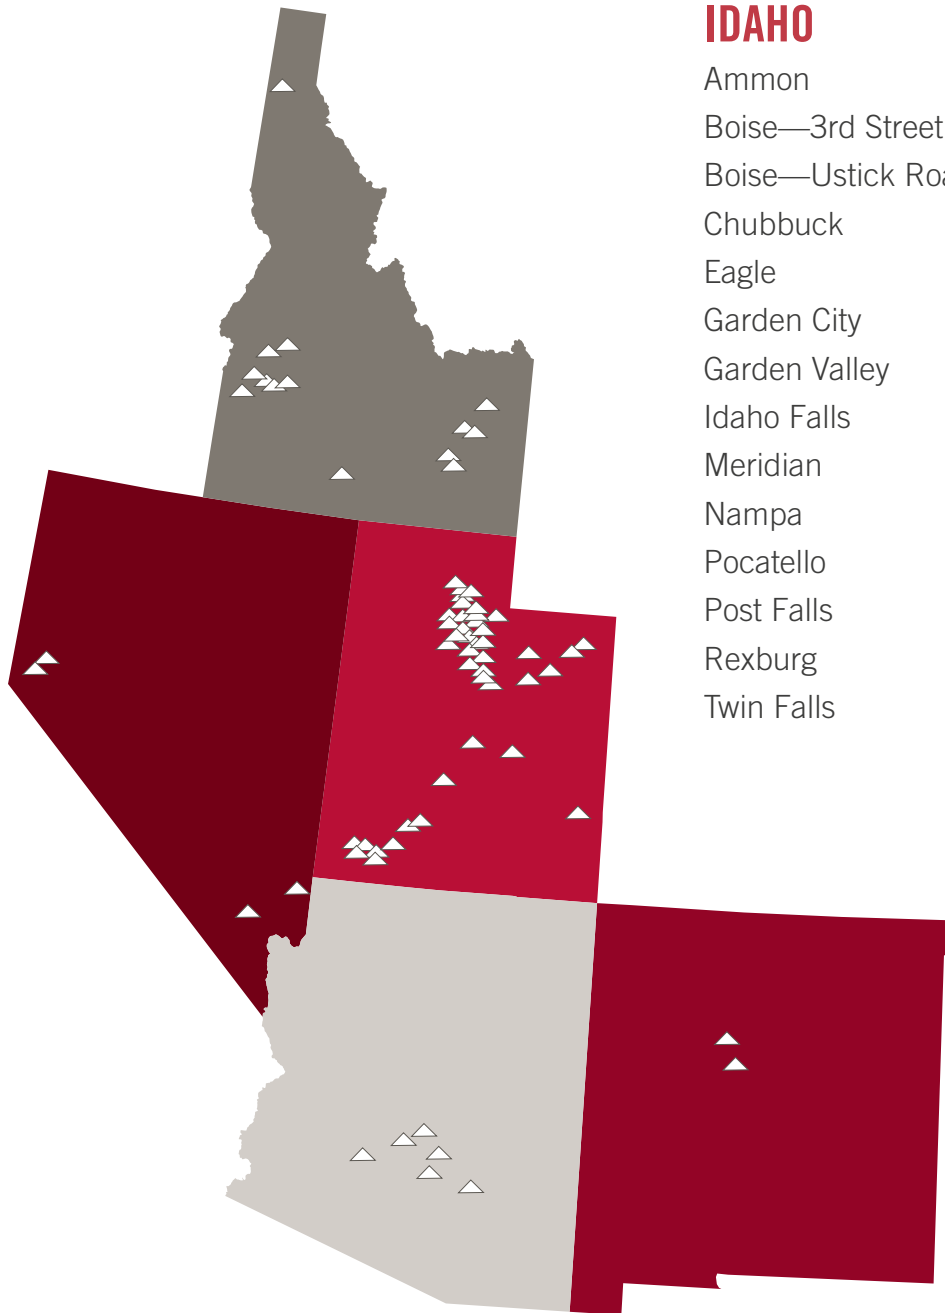 IDAHO
Ammon
Boise—3rd Street
Boise—Ustick
Chubbuck
Eagle
Garden City
Garden Valley
Idaho Falls
Meridian
Nampa
Pocatello
Post Falls
Rexburg
Twin Falls